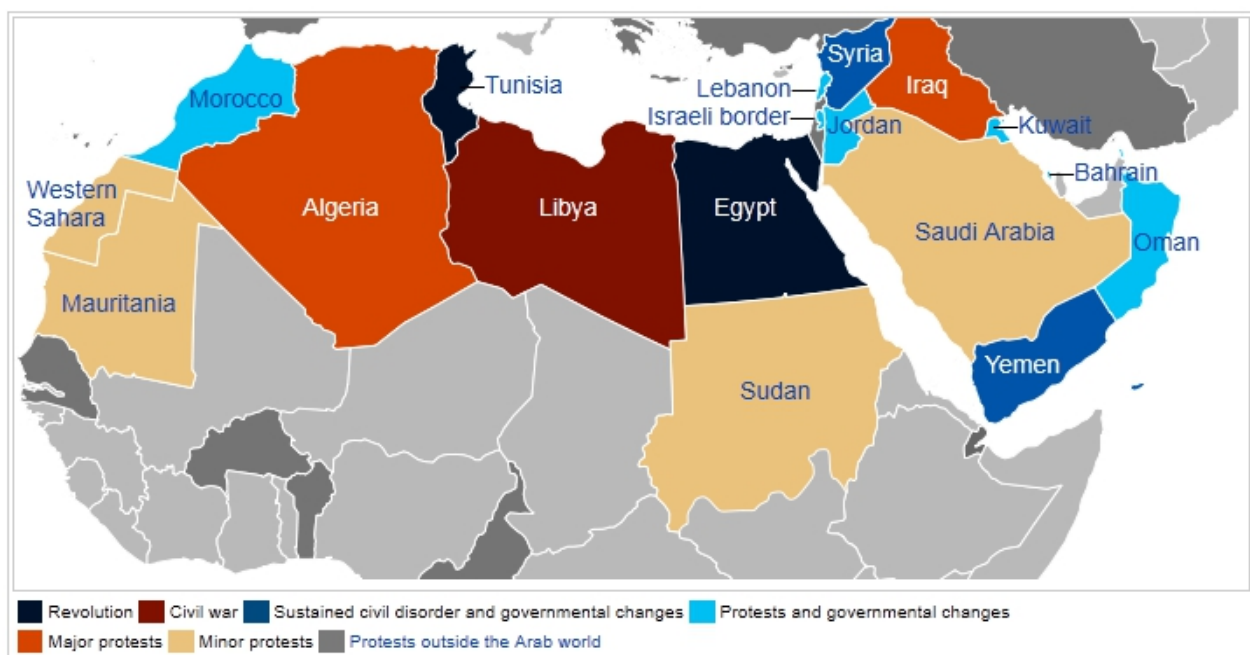 Syria
Tunisia
Lebanon
Iraq
Morocco
Israeli border
Jordan
Kuwait
Bahrain
Western
Sahara
Algeria
Libya
Egypt
Saudi Arabia
Oman
Mauritania
Yemen
Sudan
Revolution Civil war Sustained civil disorder and governmental changes Protests and governmental changes
Major protests Minor protests Protests outside the Arab world